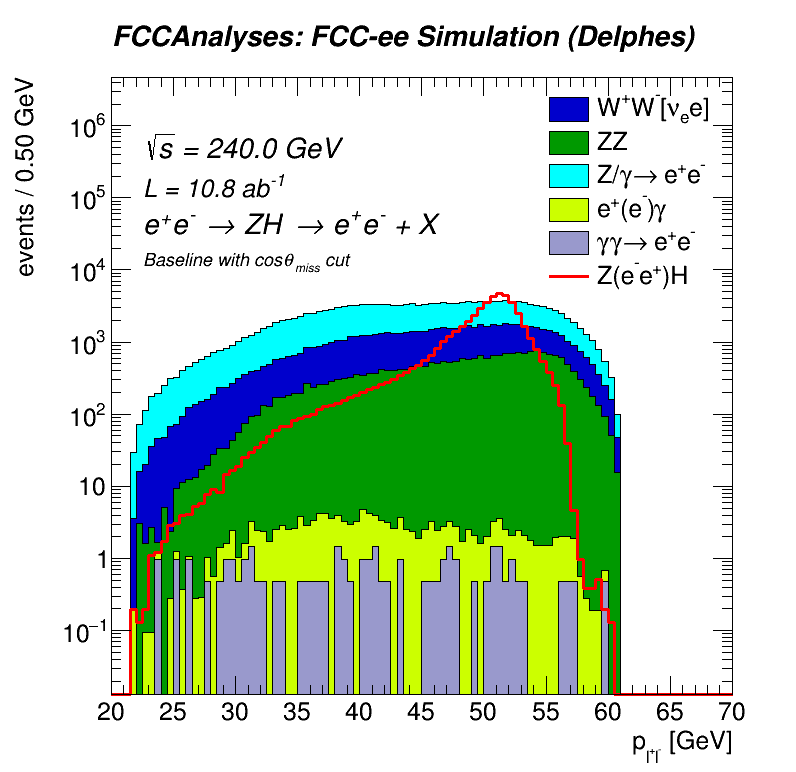 FCCAnalyses: FCC-ee Simulation (Delphes)
events / 0.50 GeV
√s = 240.0 GeV
L = 10.8 ab⁻¹
e⁺e⁻ → ZH → e⁺e⁻ + X
Baseline with cosθ_miss cut
W⁺W⁻[ν_e e]
ZZ
Z/γ→ e⁺e⁻
e⁺(e⁻)γ
γγ→ e⁺e⁻
Z(e⁻e⁺)H
10⁶
10⁵
10⁴
10³
10²
10
1
10⁻¹
20 25 30 35 40 45 50 55 60 65 70
p_l⁺l⁻ [GeV]